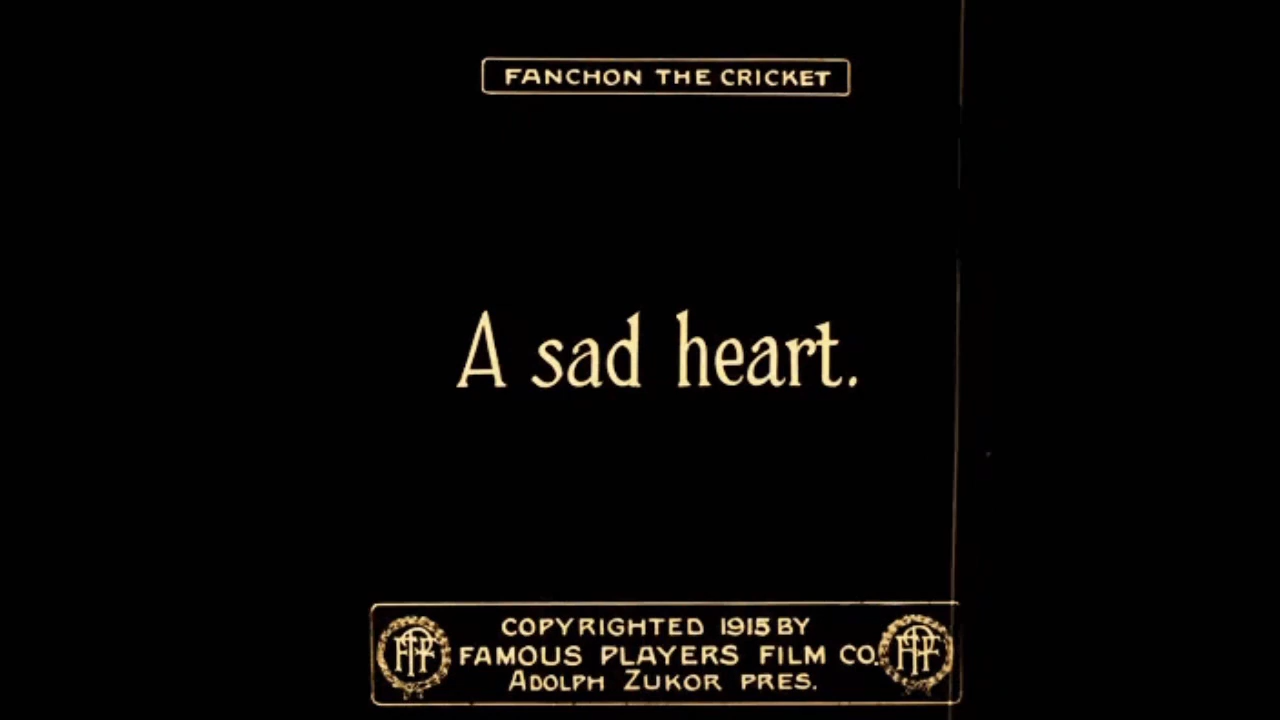 FANCHON THE CRICKET
A sad heart.
COPYRIGHTED 1915 BY
FAMOUS PLAYERS FILM CO.
ADOLPH ZUKOR PRES.